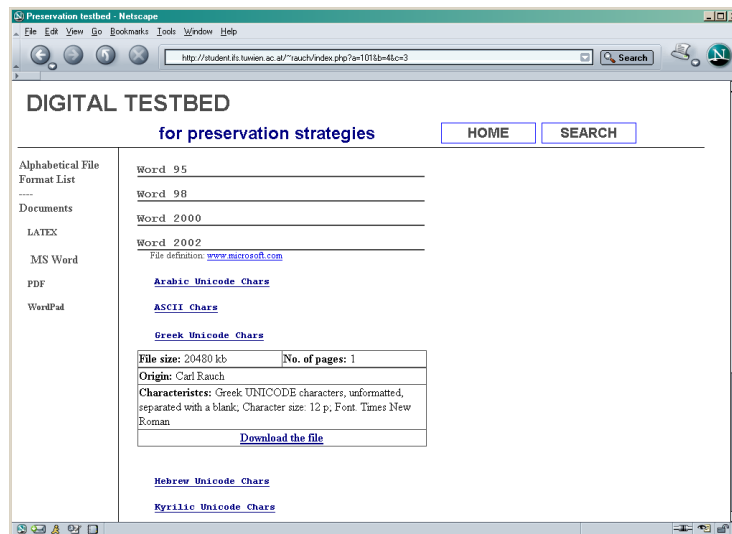 Preservation testbed - Netscape
File Edit View Go Bookmarks Tools Window Help
http://student.ifs.tuwien.ac.at/~rauch/index.php?a=101&b=4&c=3
Search
N
DIGITAL TESTBED
for preservation strategies
HOME
SEARCH
Alphabetical File
Format List
----
Documents
LATEX
MS Word
PDF
WordPad
Word 95
Word 98
Word 2000
Word 2002
File definition: www.microsoft.com
Arabic Unicode Chars
ASCII Chars
Greek Unicode Chars
File size: 20480 kb No. of pages: 1
Origin: Carl Rauch
Characteristcs: Greek UNICODE characters, unformatted,
separated with a blank; Character size: 12 p; Font: Times New
Roman
Download the file
Hebrew Unicode Chars
Kyrilic Unicode Chars